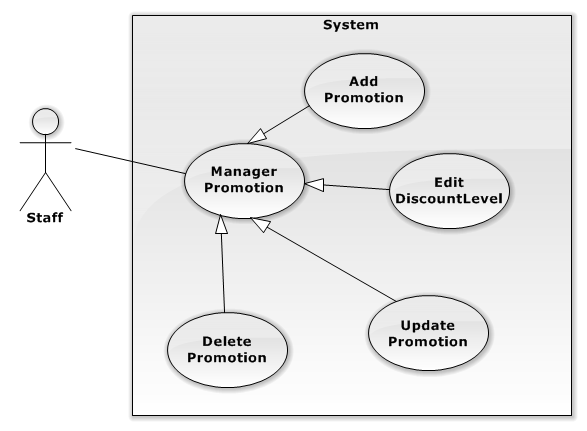 System
Add
Promotion
Manager
Promotion
Edit
DiscountLevel
Staff
Update
Promotion
Delete
Promotion